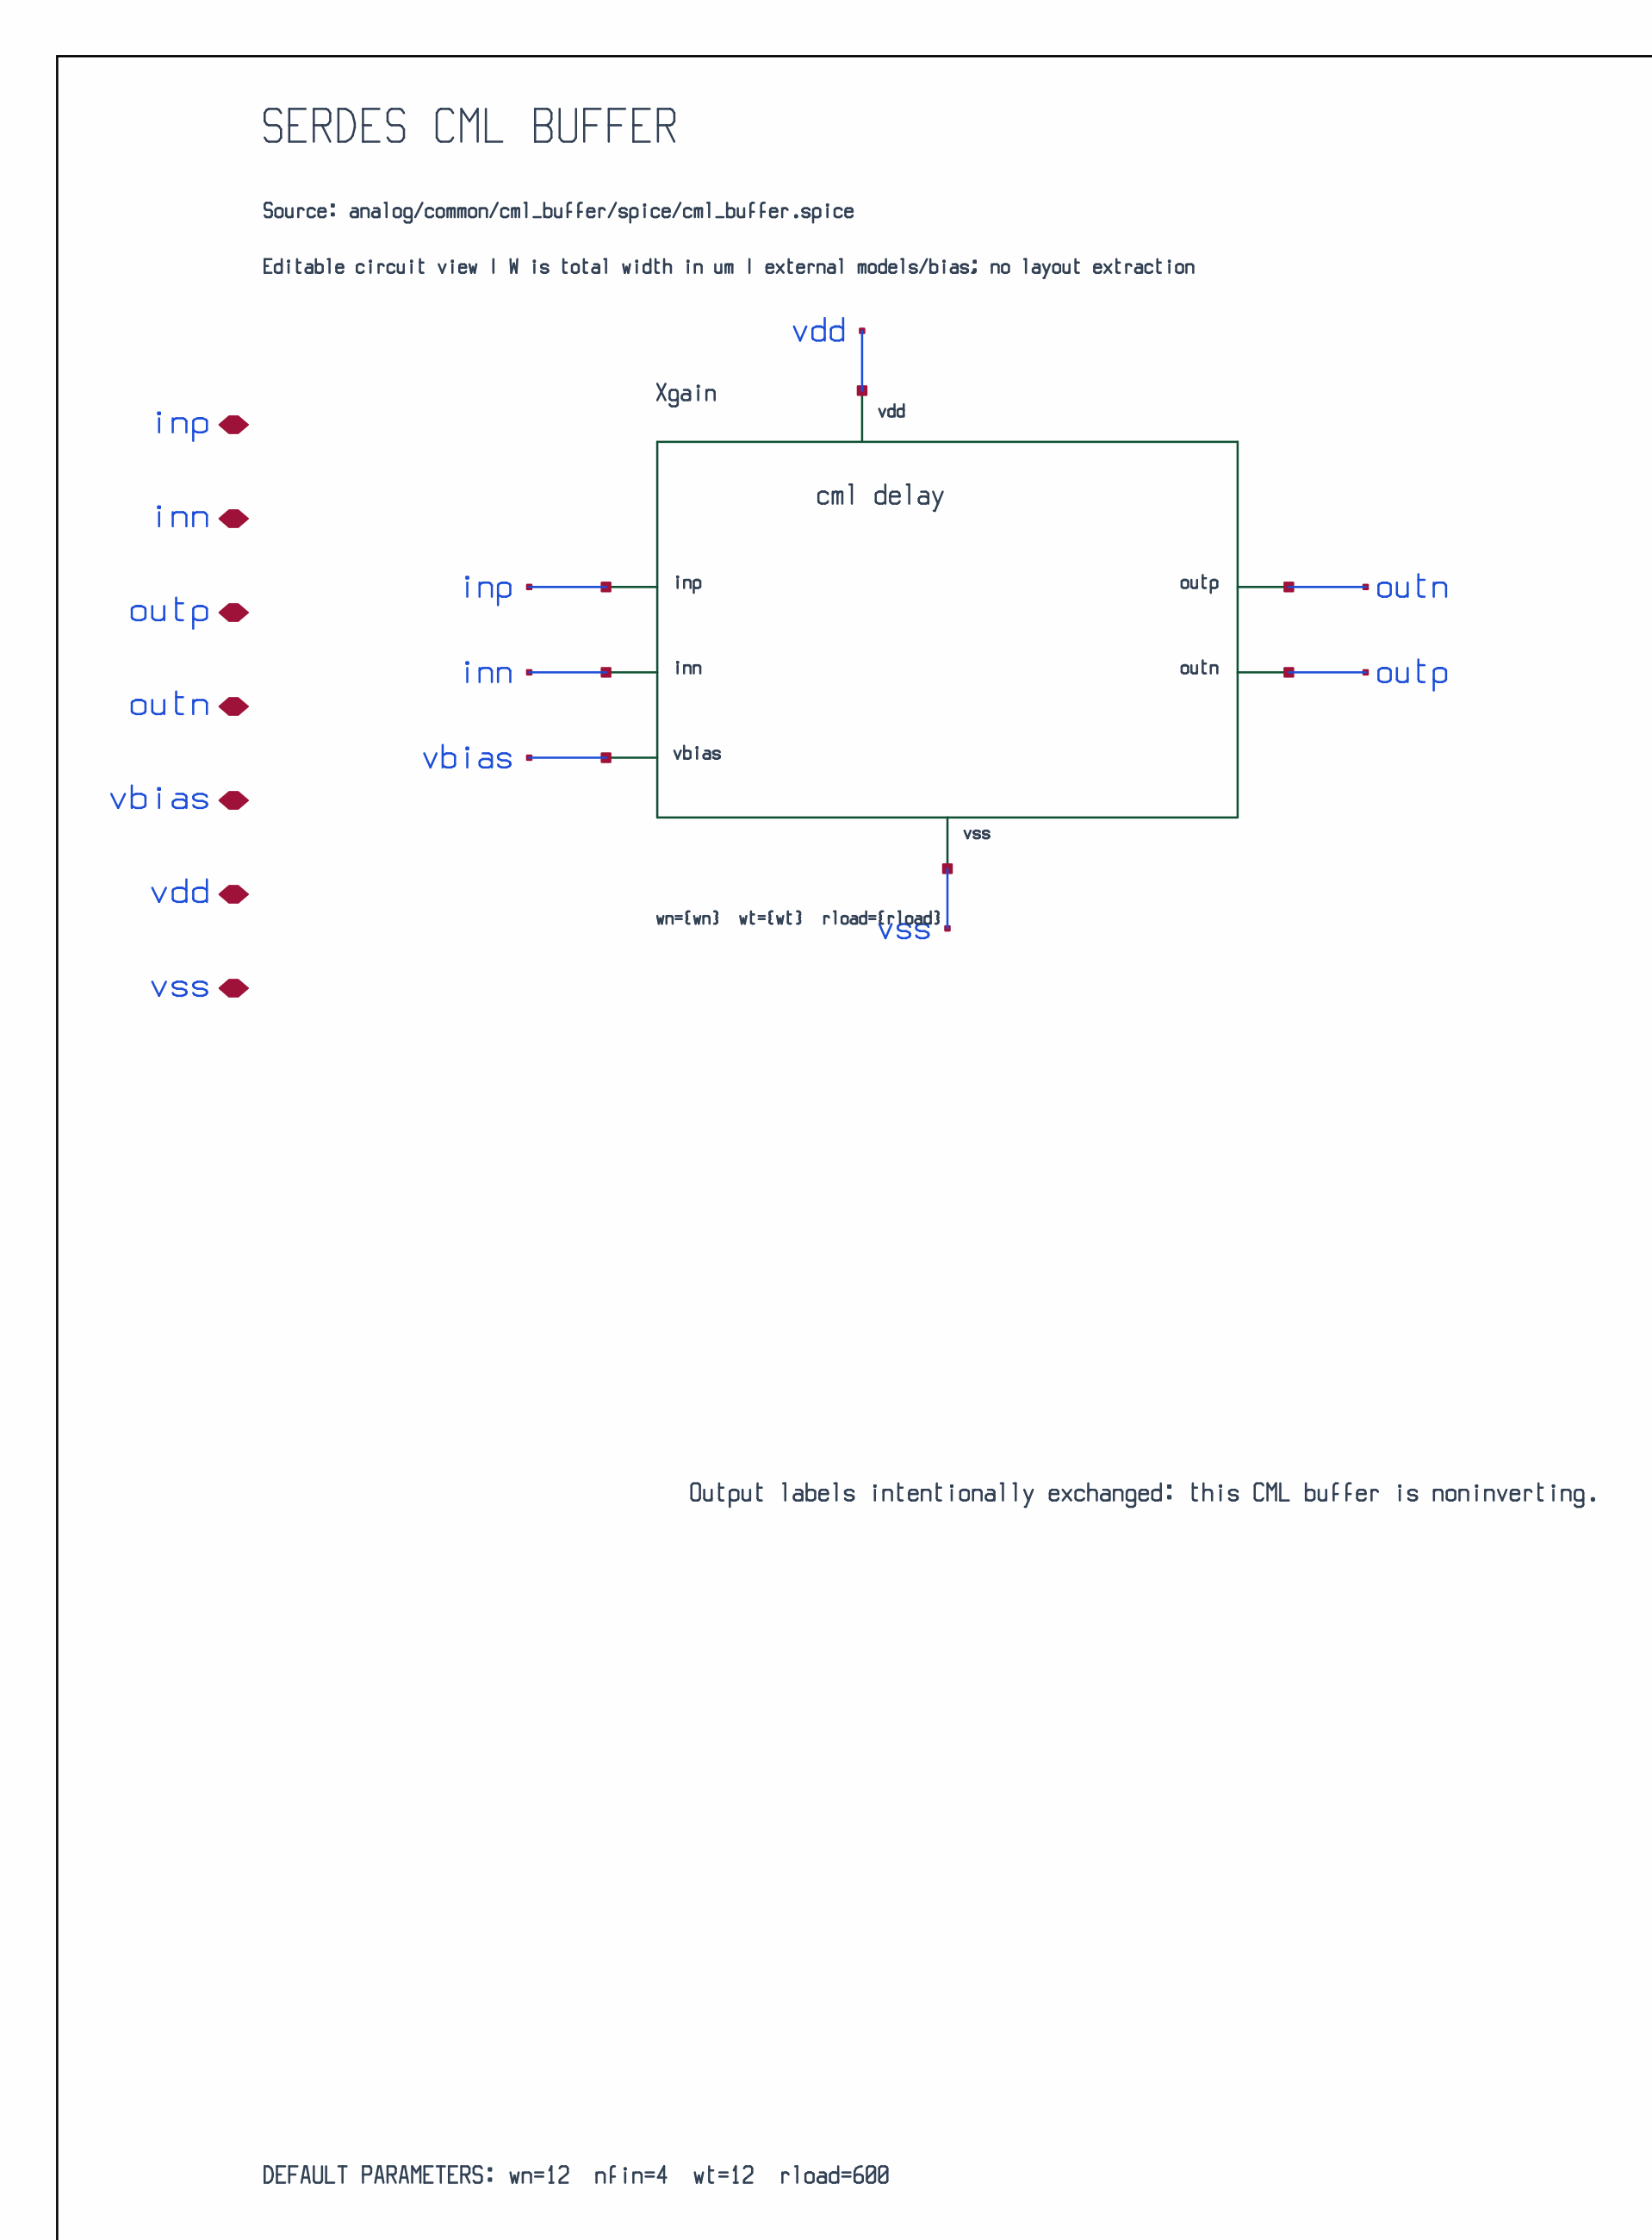 SERDES CML BUFFER
Source: analog/common/cml_buffer/spice/cml_buffer.spice
Editable circuit view | W is total width in um | external models/bias; no layout extraction
vdd
Xgain
vdd
inp
cml delay
inn
inp inp outp outn
outp
inn inn outn outp
outn
vbias vbias
vbias
vss
vdd
wn={wn} wt={wt} rload={rload}
vss
vss
Output labels intentionally exchanged: this CML buffer is noninverting.
DEFAULT PARAMETERS: wn=12 nfin=4 wt=12 rload=600